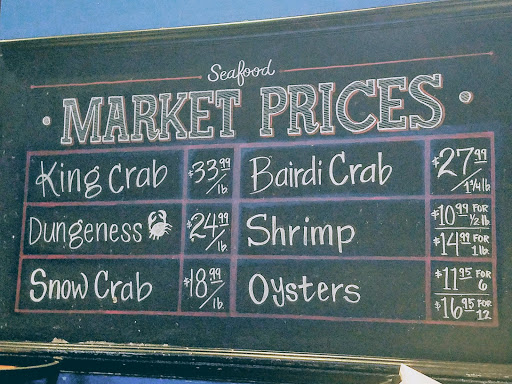 Seafood
MARKET PRICES
King Crab $33.99/lb.
Bairdi Crab $27.99/1 1/4 lb
Dungeness $24.99/lb.
Shrimp $10.99 FOR 1/2 lb.
$14.99 FOR 1 lb.
Snow Crab $18.99/lb.
Oysters $11.95 FOR 6
$16.95 FOR 12